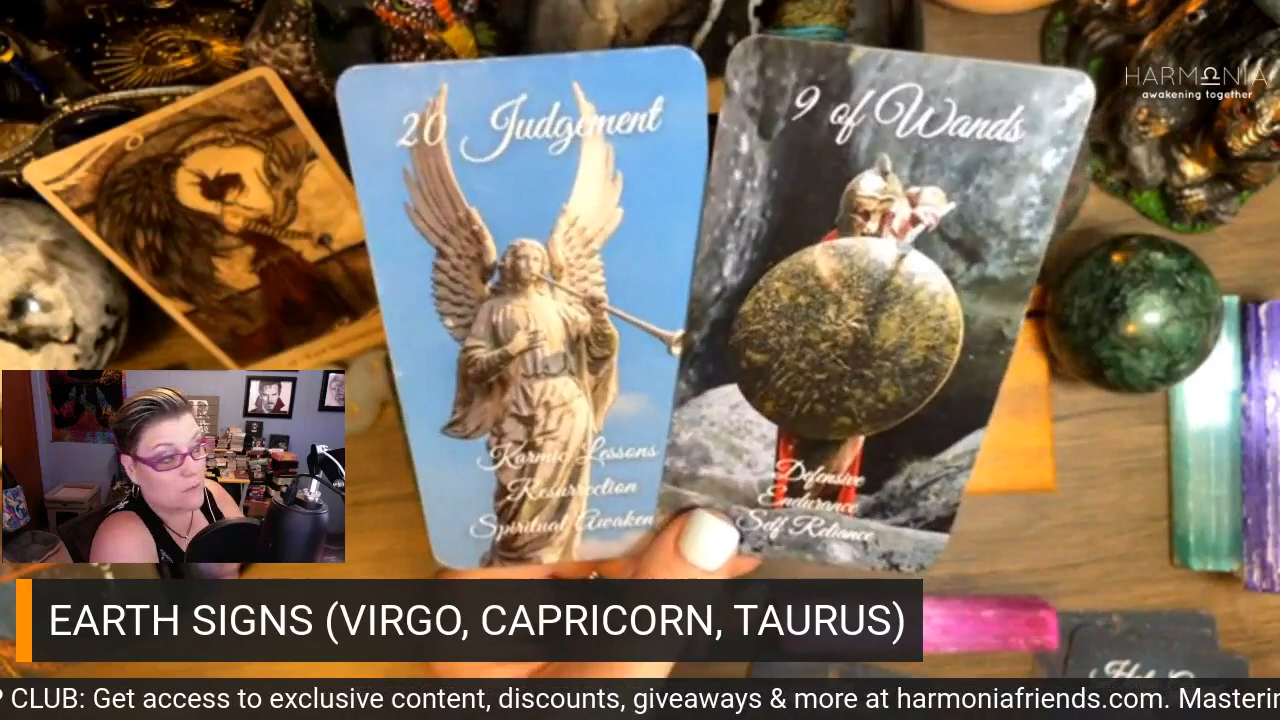 HARMONIA
awakening together
20 Judgement
9 of Wands
Karmic Lessons
Resurrection
Spiritual Awaken
Defensive
Endurance
Self Reliance
EARTH SIGNS (VIRGO, CAPRICORN, TAURUS)
P CLUB: Get access to exclusive content, discounts, giveaways & more at harmoniafriends.com. Masterin